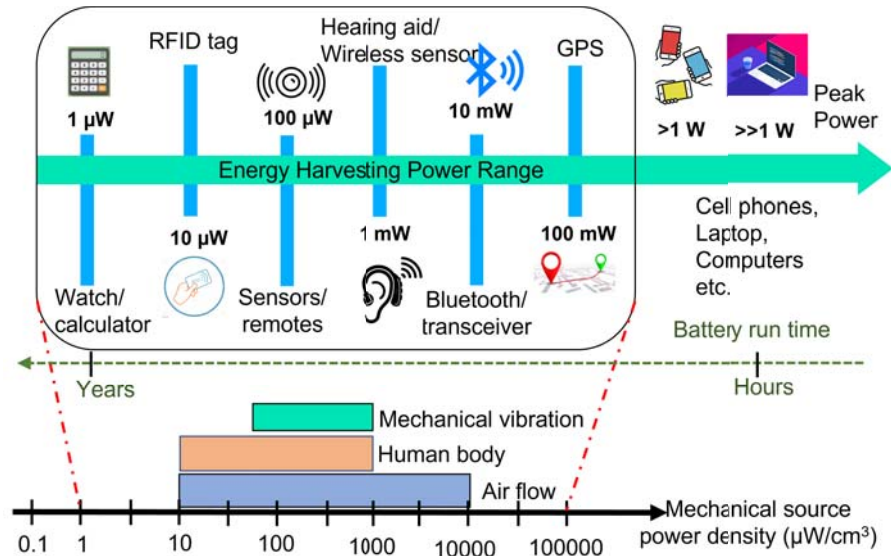 RFID tag
Hearing aid/
Wireless sensor
GPS
1 µW
100 µW
10 mW
>1 W
>>1 W
Peak
Power
Energy Harvesting Power Range
10 µW
1 mW
100 mW
Cell phones,
Laptop,
Computers
etc.
Watch/
calculator
Sensors/
remotes
Bluetooth/
transceiver
Battery run time
Years
Hours
Mechanical vibration
Human body
Air flow
0.1
1
10
100
1000
10000
100000
Mechanical source
power density (µW/cm³)